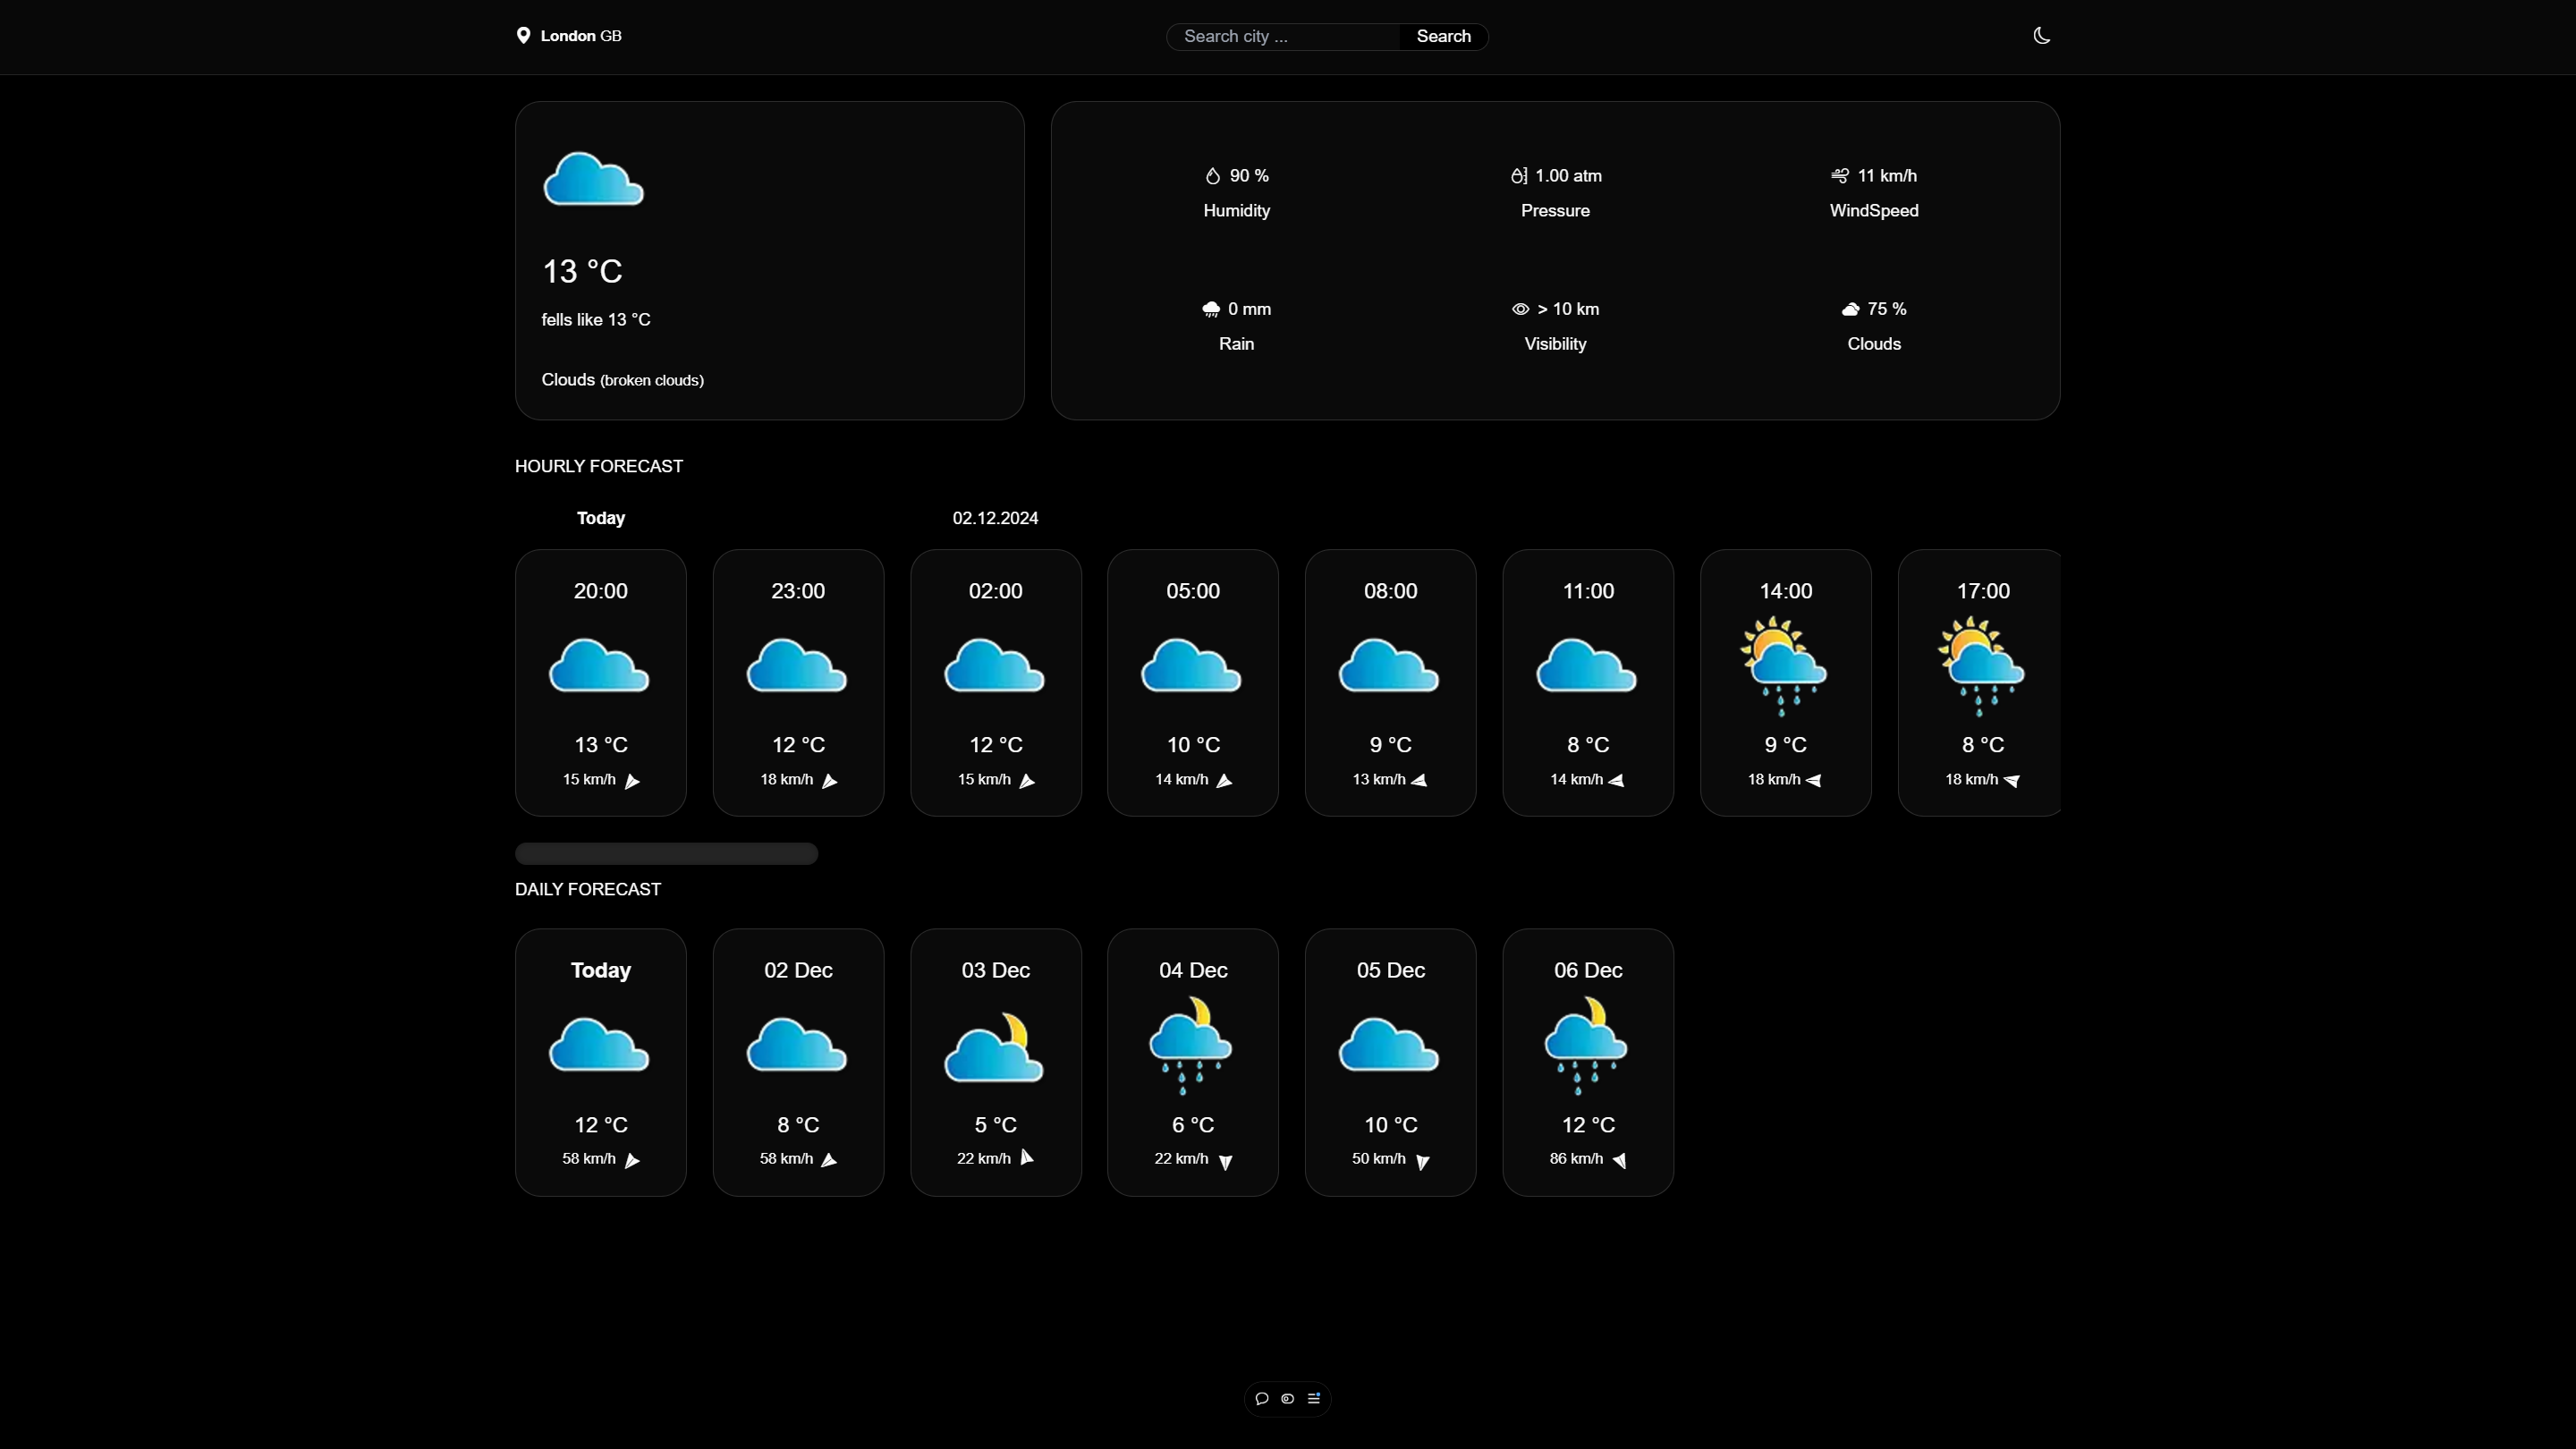 London GB
Search city ...
Search
13 °C
fells like 13 °C
Clouds (broken clouds)
90 %
Humidity
1.00 atm
Pressure
11 km/h
WindSpeed
0 mm
Rain
> 10 km
Visibility
75 %
Clouds
HOURLY FORECAST
Today
02.12.2024
20:00
13 °C
15 km/h
23:00
12 °C
18 km/h
02:00
12 °C
15 km/h
05:00
10 °C
14 km/h
08:00
9 °C
13 km/h
11:00
8 °C
14 km/h
14:00
9 °C
18 km/h
17:00
8 °C
18 km/h
DAILY FORECAST
Today
12 °C
58 km/h
02 Dec
8 °C
58 km/h
03 Dec
5 °C
22 km/h
04 Dec
6 °C
22 km/h
05 Dec
10 °C
50 km/h
06 Dec
12 °C
86 km/h